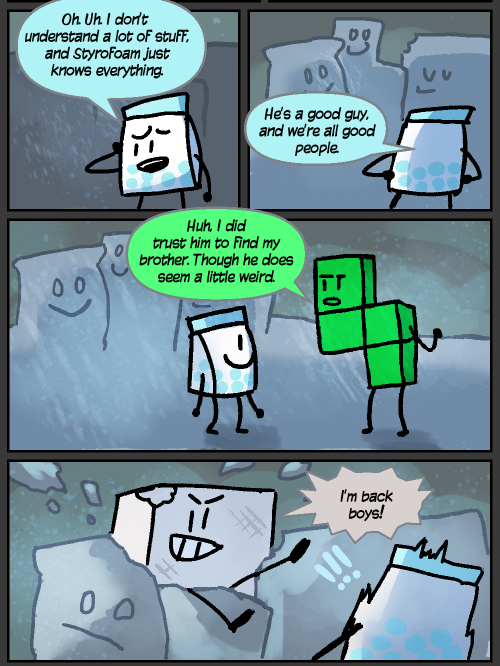 Oh. Uh. I don't
understand a lot of stuff,
and StyroFoam just
knows everything.
He's a good guy,
and we're all good
people.
Huh, I did
trust him to find my
brother. Though he does
seem a little weird.
I'm back
boys!
!!!